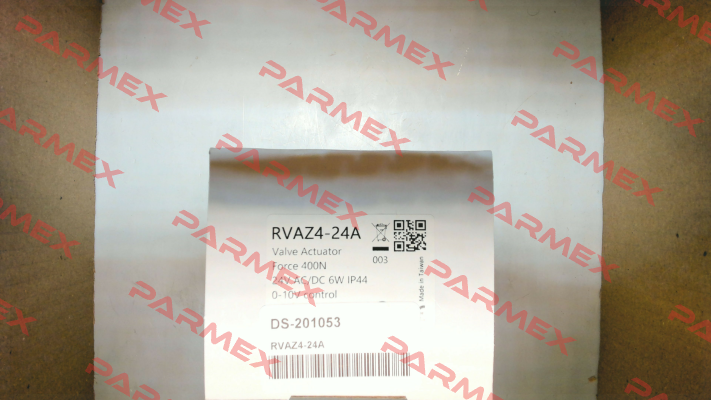 RVAZ4-24A
Valve Actuator
Force 400N
24V AC/DC 6W IP44
0-10V control
003
Made in Taiwan
DS-201053
RVAZ4-24A
PARMEX
PARMEX
PARMEX
PARMEX
PARMEX
PARMEX
PARMEX
PARMEX
PARMEX
PARMEX
PARMEX
PARMEX
PARMEX
PARMEX